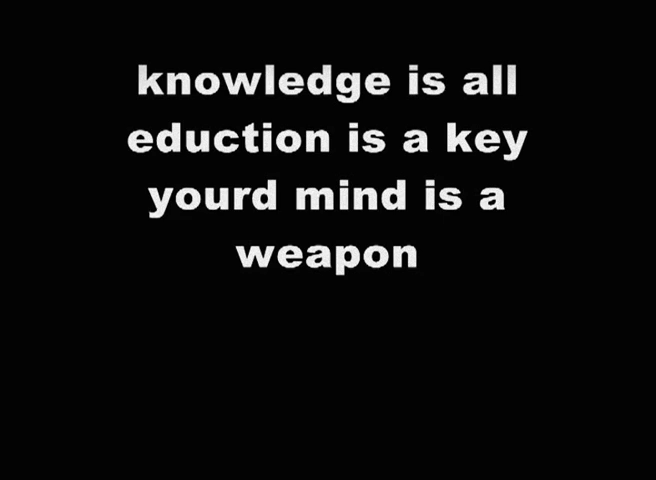 knowledge is all
eduction is a key
yourd mind is a
weapon